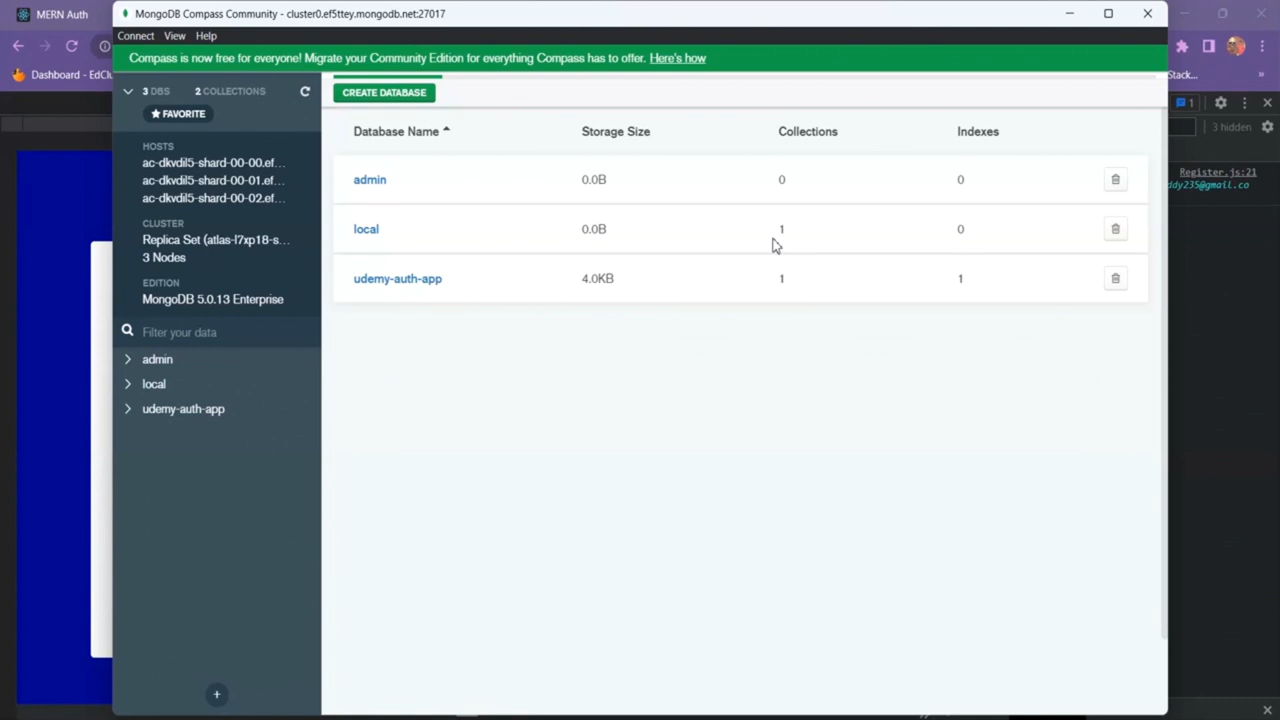 MERN Auth
MongoDB Compass Community - cluster0.ef5ttey.mongodb.net:27017
Connect View Help
Compass is now free for everyone! Migrate your Community Edition for everything Compass has to offer. Here's how
Dashboard - EdClu
Stack...
»
3 DBS 2 COLLECTIONS
CREATE DATABASE
★ FAVORITE
1
3 hidden
Database Name Storage Size Collections Indexes
HOSTS
ac-dkvdil5-shard-00-00.ef...
ac-dkvdil5-shard-00-01.ef...
ac-dkvdil5-shard-00-02.ef...
admin 0.0B 0 0
Register.js:21
ddy235@gmail.co
CLUSTER
Replica Set (atlas-l7xp18-s...
3 Nodes
local 0.0B 1 0
EDITION
MongoDB 5.0.13 Enterprise
udemy-auth-app 4.0KB 1 1
Filter your data
admin
local
udemy-auth-app
+